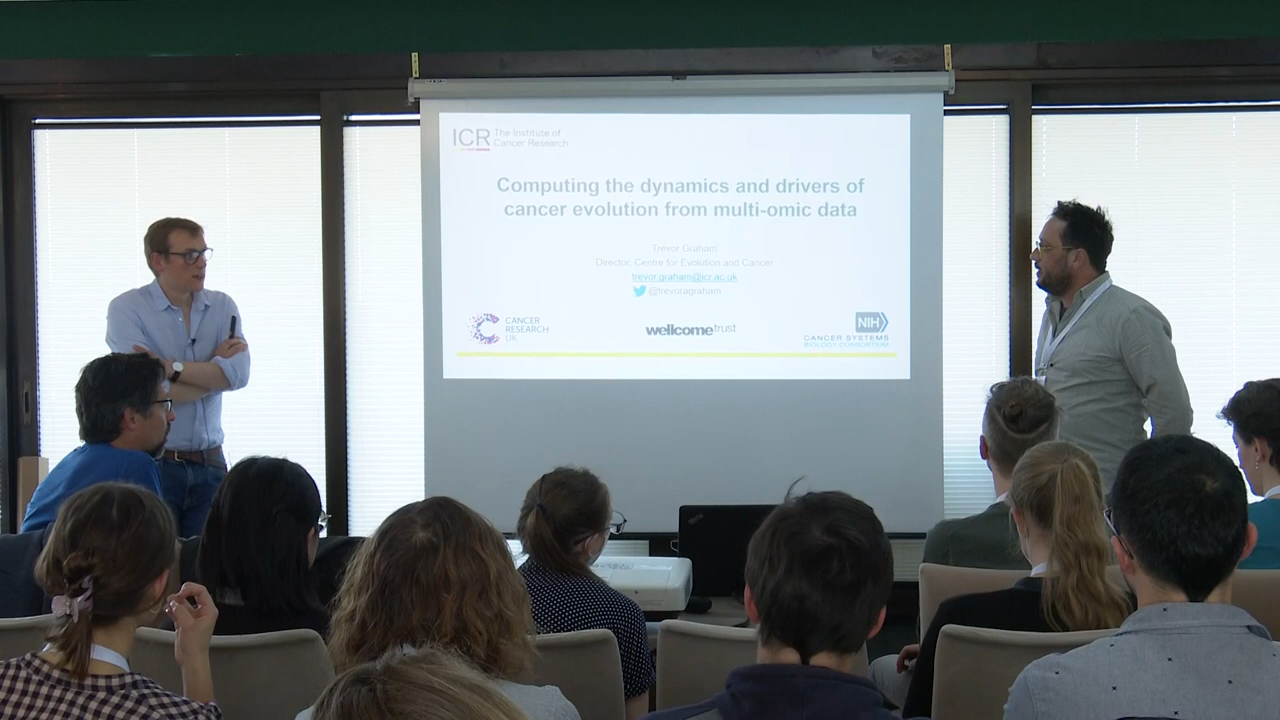 ICR The Institute of
Cancer Research
Computing the dynamics and drivers of
cancer evolution from multi-omic data
Trevor Graham
Director, Centre for Evolution and Cancer
trevor.graham@icr.ac.uk
@trevoragraham
CANCER
RESEARCH
UK
wellcometrust
NIH
CANCER SYSTEMS
BIOLOGY CONSORTIUM